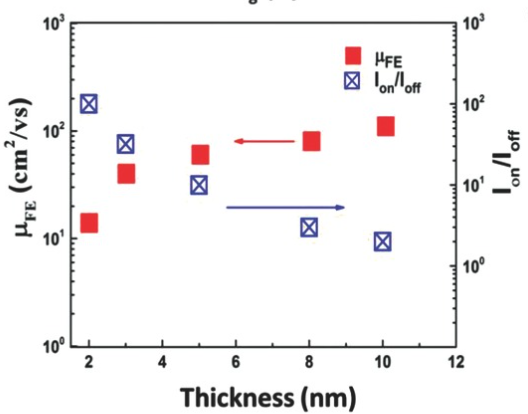 10³
10²
10¹
10⁰
μFE (cm²/vs)
μFE
Ion/Ioff
10³
10²
10¹
10⁰
Ion/Ioff
2 4 6 8 10 12
Thickness (nm)